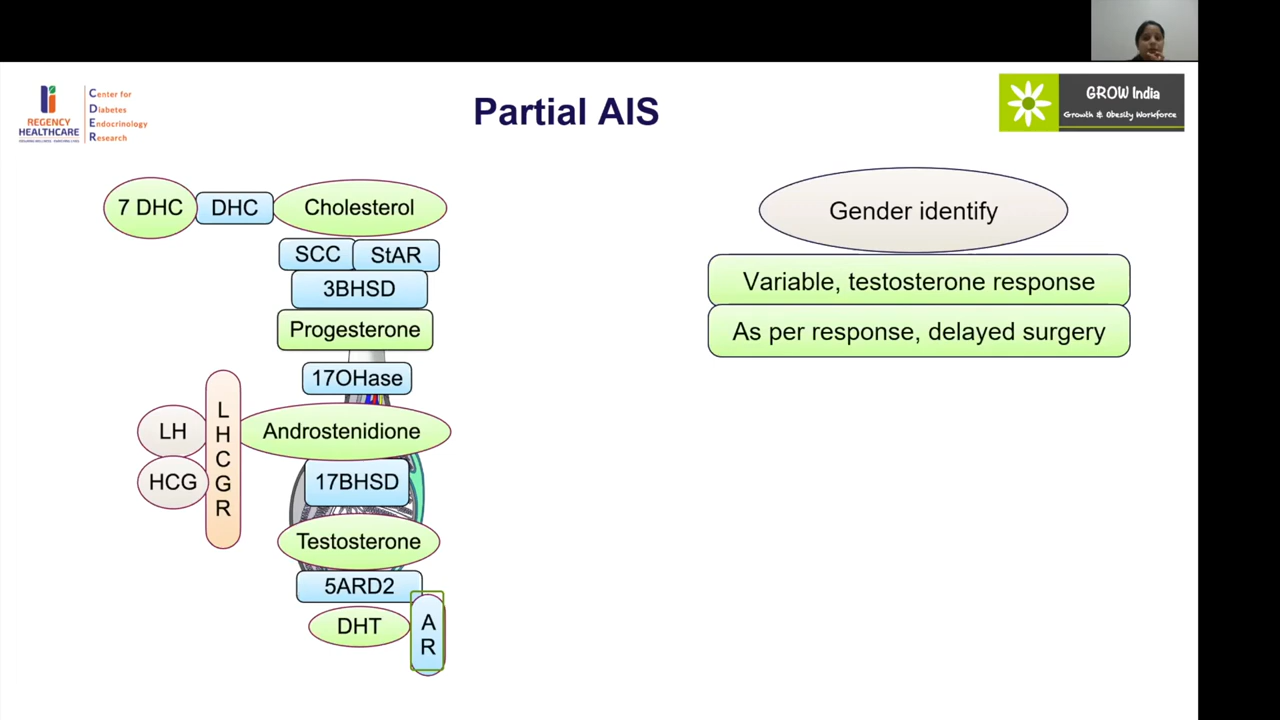 REGENCY
HEALTHCARE
Center for
Diabetes
Endocrinology
Research
Partial AIS
GROW India
Growth & Obesity Workforce
7 DHC
DHC
Cholesterol
SCC
StAR
3BHSD
Progesterone
17OHase
LH
HCG
LHCGR
Androstenidione
17BHSD
Testosterone
5ARD2
DHT
AR
Gender identify
Variable, testosterone response
As per response, delayed surgery